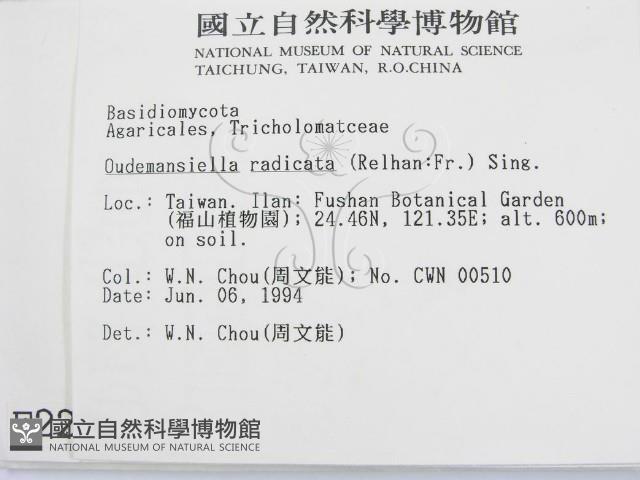 國立自然科學博物館
NATIONAL MUSEUM OF NATURAL SCIENCE
TAICHUNG, TAIWAN, R.O.CHINA
Basidiomycota
Agaricales, Tricholomatceae
Oudemansiella radicata (Relhan:Fr.) Sing.
Loc.: Taiwan. Ilan: Fushan Botanical Garden
(福山植物園); 24.46N, 121.35E; alt. 600m;
on soil.
Col.: W.N. Chou(周文能); No. CWN 00510
Date: Jun. 06, 1994
Det.: W.N. Chou(周文能)
國立自然科學博物館
NATIONAL MUSEUM OF NATURAL SCIENCE